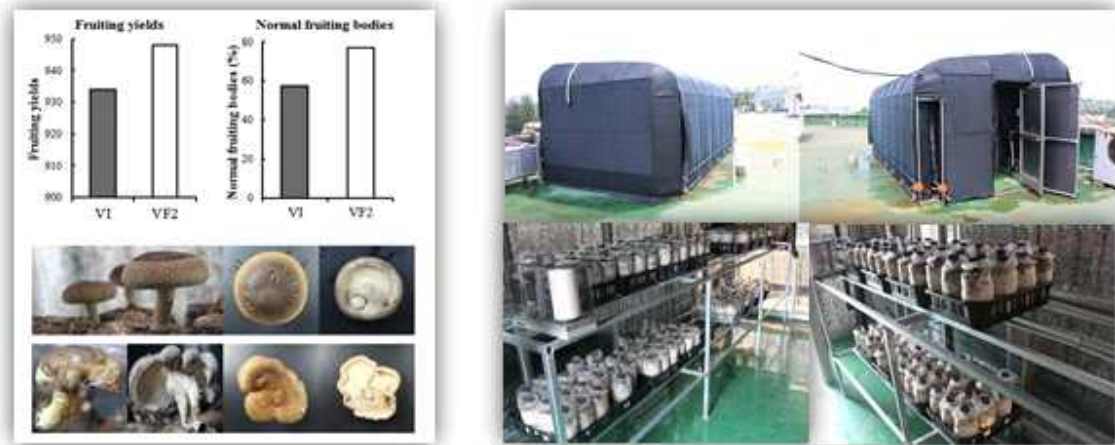 Fruiting yields
Fruiting yields
950
940
930
920
910
900
VI
VF2
Normal fruiting bodies
Normal fruiting bodies (%)
80
60
40
20
0
VI
VF2